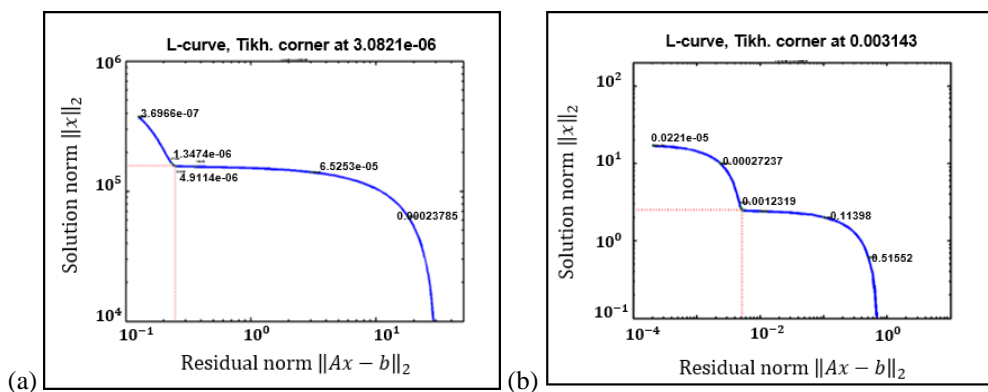 L-curve, Tikh. corner at 3.0821e-06
10^6
Solution norm ‖x‖_2
3.6966e-07
1.3474e-06
10^5
4.9114e-06
6.5253e-05
0.00023785
10^4
10^-1
10^0
10^1
Residual norm ‖Ax − b‖_2
(a)
L-curve, Tikh. corner at 0.003143
10^2
Solution norm ‖x‖_2
0.0221e-05
10^1
0.00027237
0.0012319
0.11398
10^0
0.51552
10^-1
10^-4
10^-2
10^0
Residual norm ‖Ax − b‖_2
(b)